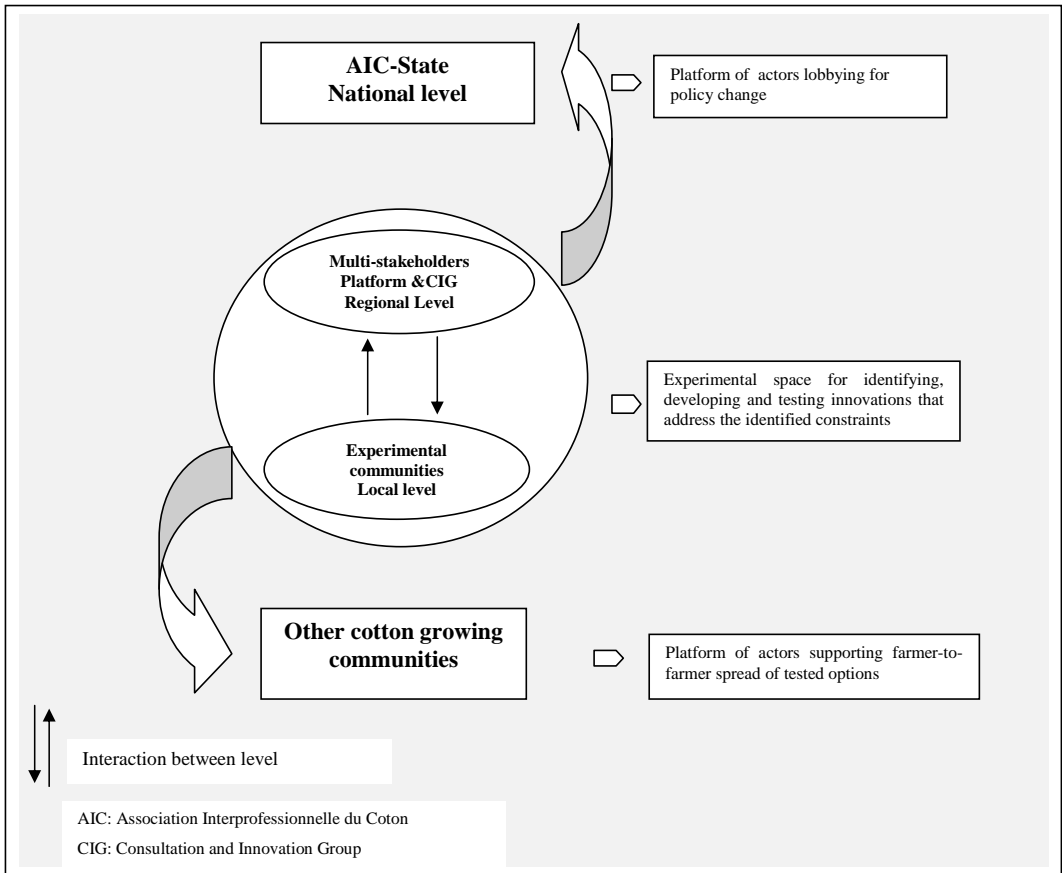 AIC-State
National level
Platform of actors lobbying for
policy change
Multi-stakeholders
Platform &CIG
Regional Level
Experimental space for identifying,
developing and testing innovations that
address the identified constraints
Experimental
communities
Local level
Other cotton growing
communities
Platform of actors supporting farmer-to-
farmer spread of tested options
Interaction between level
AIC: Association Interprofessionnelle du Coton
CIG: Consultation and Innovation Group